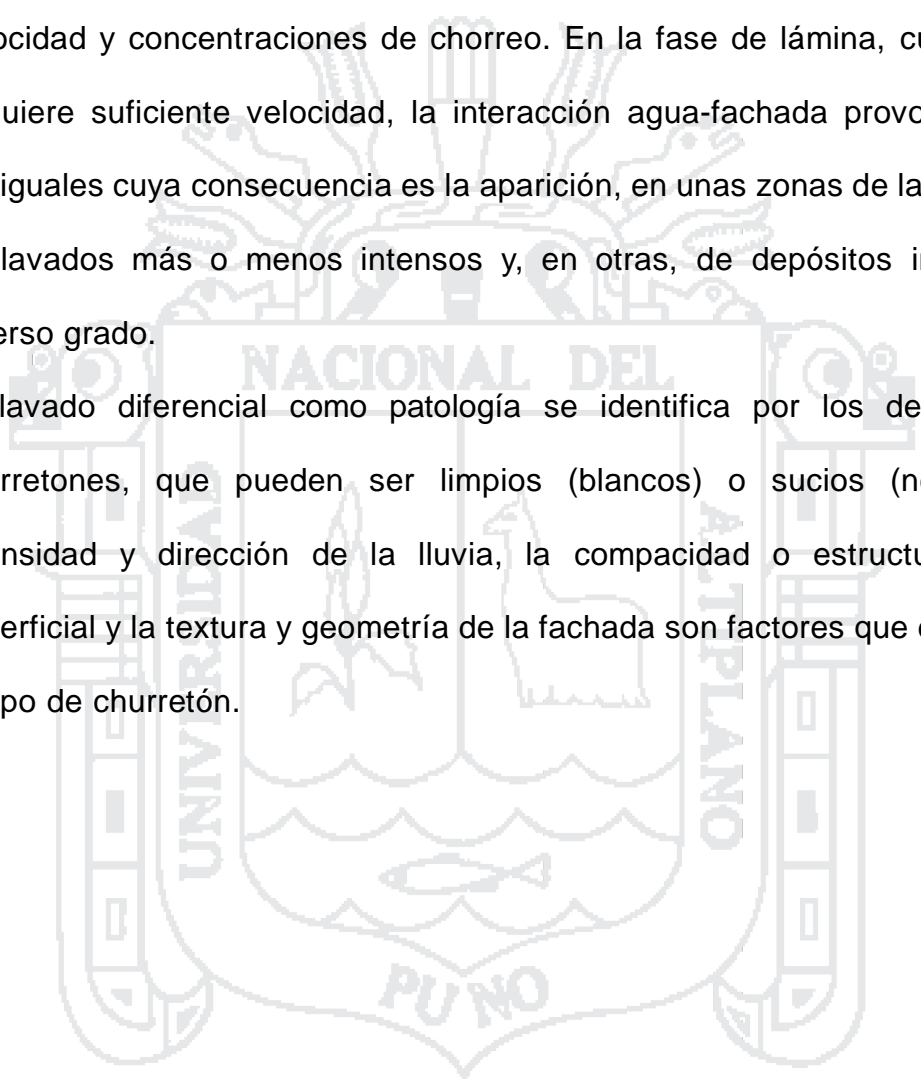 ocidad y concentraciones de chorreo. En la fase de lámina, cu
quiere suficiente velocidad, la interacción agua-fachada provo
iguales cuya consecuencia es la aparición, en unas zonas de la
lavados más o menos intensos y, en otras, de depósitos i
erso grado.
lavado diferencial como patología se identifica por los de
rretones, que pueden ser limpios (blancos) o sucios (n
ensidad y dirección de la lluvia, la compacidad o estructu
erficial y la textura y geometría de la fachada son factores que
po de churretón.
UNIVERSIDAD
NACIONAL DEL
ALTIPLANO
PUNO